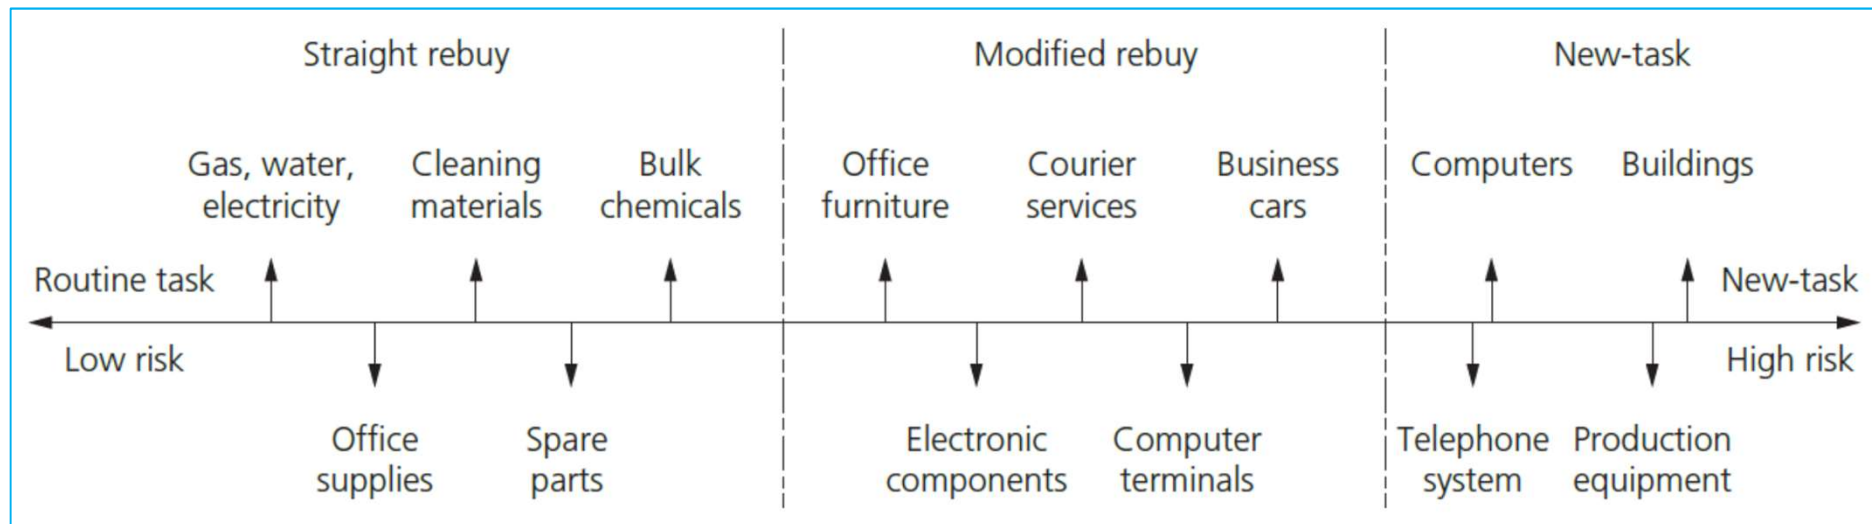 Straight rebuy
Modified rebuy
New-task
Gas, water,
electricity
Cleaning
materials
Bulk
chemicals
Office
furniture
Courier
services
Business
cars
Computers
Buildings
Routine task
New-task
Low risk
High risk
Office
supplies
Spare
parts
Electronic
components
Computer
terminals
Telephone
system
Production
equipment